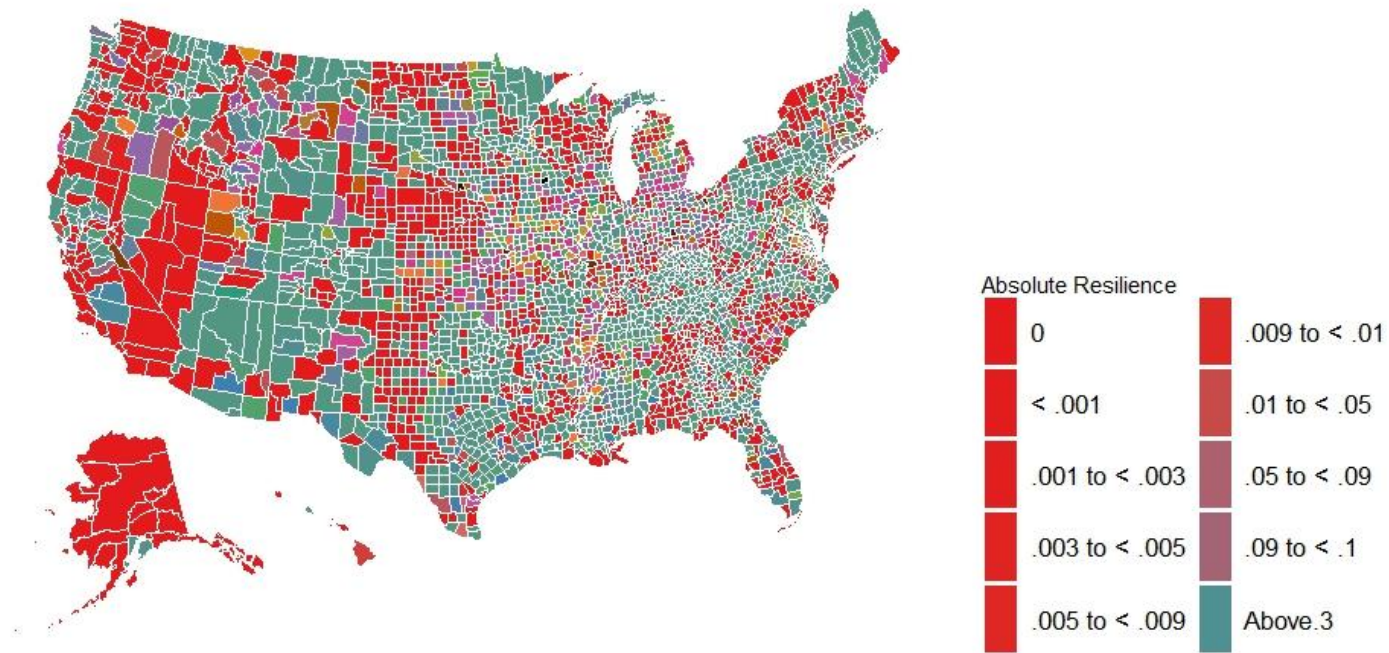 Absolute Resilience
0
< .001
.001 to < .003
.003 to < .005
.005 to < .009
.009 to < .01
.01 to < .05
.05 to < .09
.09 to < .1
Above.3